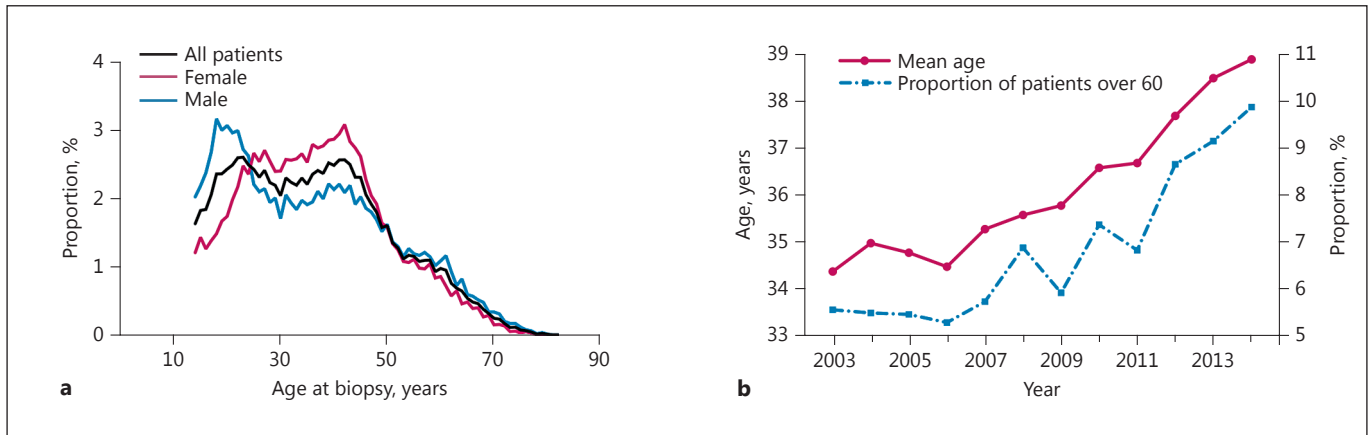 All patients
Female
Male
4
3
2
1
0
Proportion, %
10
30
50
70
90
Age at biopsy, years
a
Mean age
Proportion of patients over 60
39
38
37
36
35
34
33
Age, years
11
10
9
8
7
6
5
Proportion, %
2003
2005
2007
2009
2011
2013
Year
b